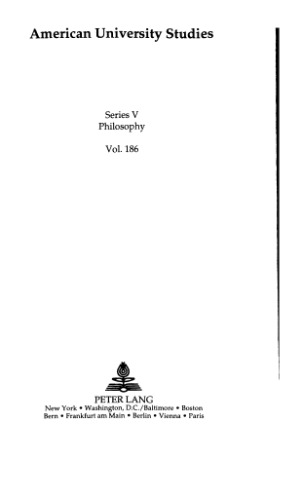 American University Studies
Series V
Philosophy
Vol. 186
PETER LANG
New York • Washington, D.C./Baltimore • Boston
Bern • Frankfurt am Main • Berlin • Vienna • Paris